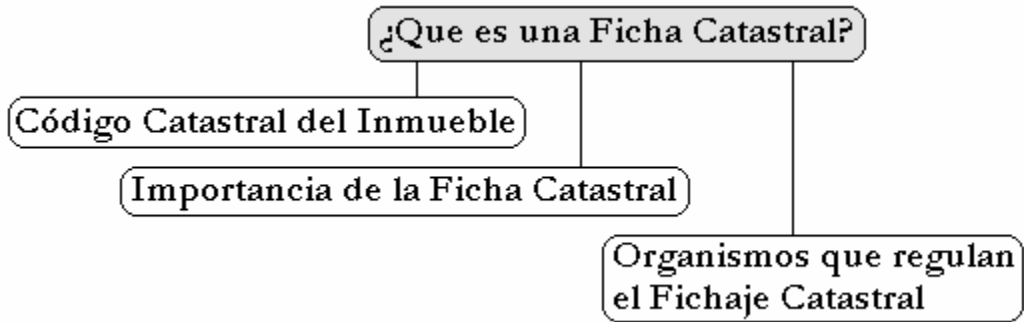 ¿Que es una Ficha Catastral?
Código Catastral del Inmueble
Importancia de la Ficha Catastral
Organismos que regulan
el Fichaje Catastral